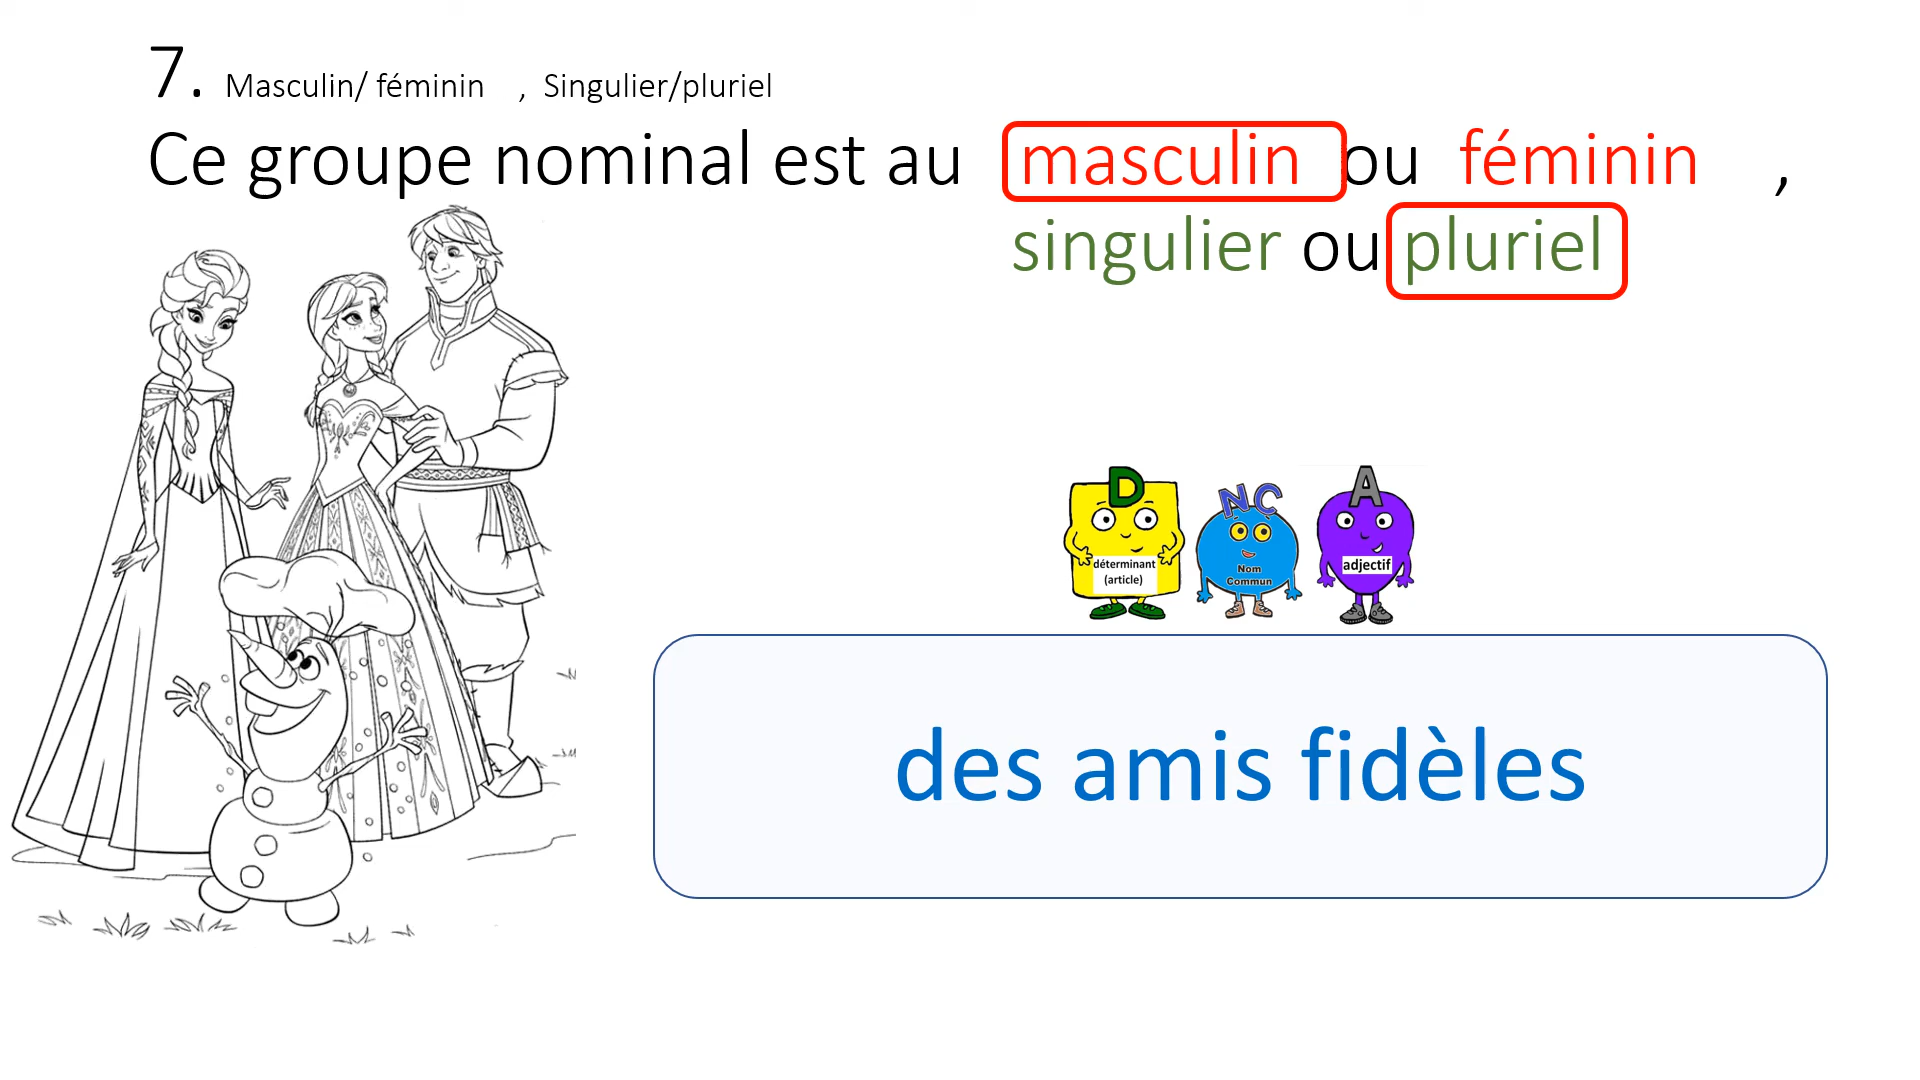 7. Masculin/ féminin , Singulier/pluriel
Ce groupe nominal est au masculin ou féminin ,
singulier ou pluriel
D NC A
déterminant
(article)
Nom
Commun
adjectif
des amis fidèles